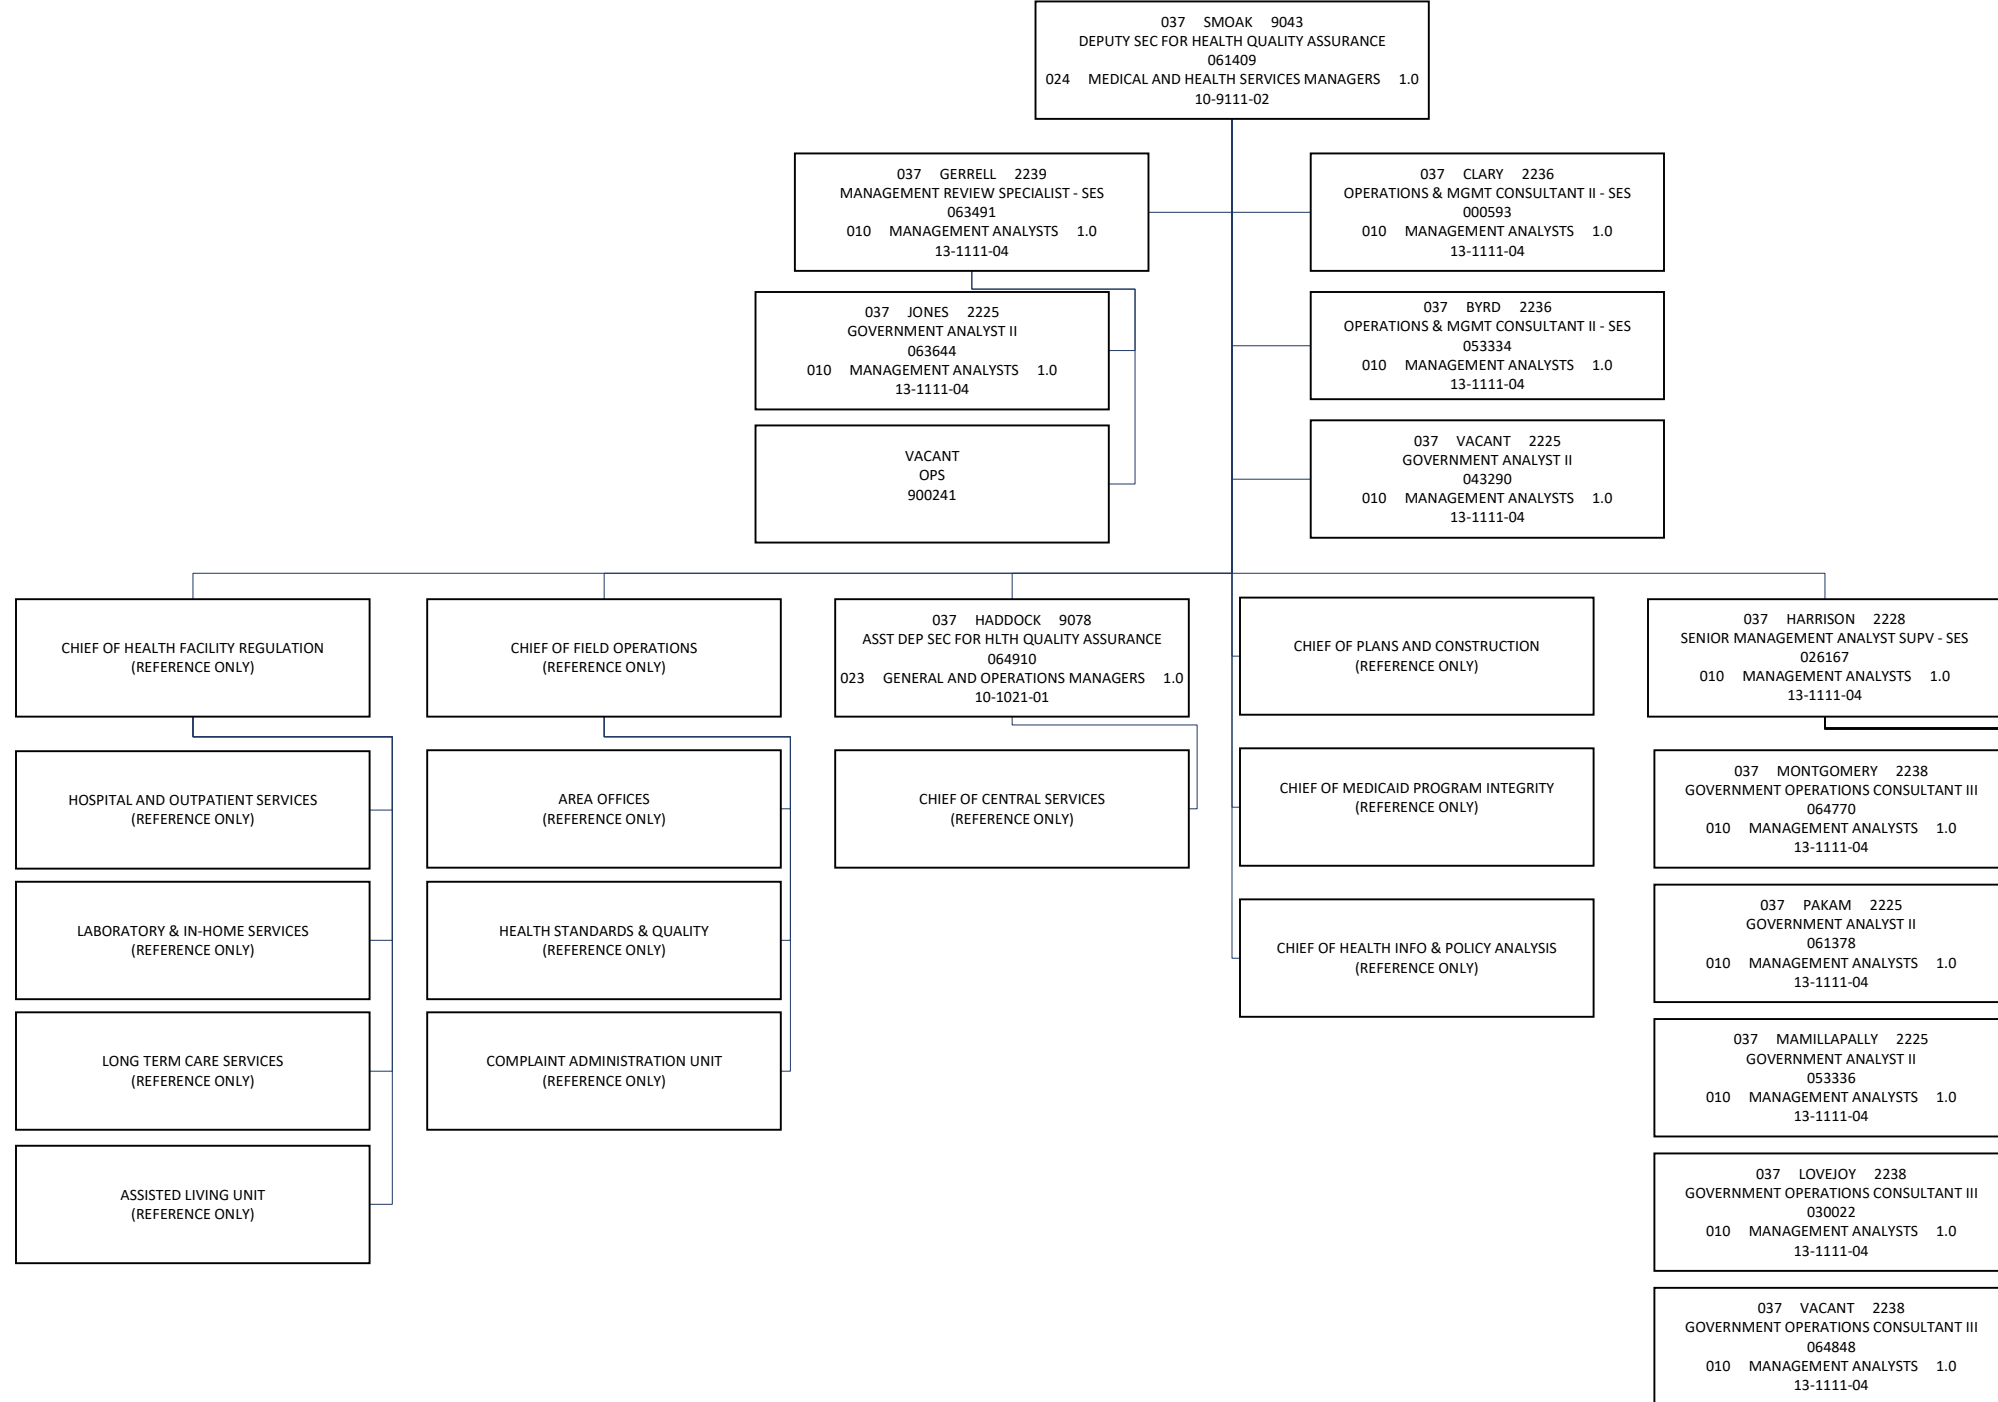 037 SMOAK 9043
DEPUTY SEC FOR HEALTH QUALITY ASSURANCE
061409
024 MEDICAL AND HEALTH SERVICES MANAGERS 1.0
10-9111-02
037 GERRELL 2239
MANAGEMENT REVIEW SPECIALIST - SES
063491
010 MANAGEMENT ANALYSTS 1.0
13-1111-04
037 CLARY 2236
OPERATIONS & MGMT CONSULTANT II - SES
000593
010 MANAGEMENT ANALYSTS 1.0
13-1111-04
037 JONES 2225
GOVERNMENT ANALYST II
063644
010 MANAGEMENT ANALYSTS 1.0
13-1111-04
037 BYRD 2236
OPERATIONS & MGMT CONSULTANT II - SES
053334
010 MANAGEMENT ANALYSTS 1.0
13-1111-04
VACANT
OPS
900241
037 VACANT 2225
GOVERNMENT ANALYST II
043290
010 MANAGEMENT ANALYSTS 1.0
13-1111-04
CHIEF OF HEALTH FACILITY REGULATION
(REFERENCE ONLY)
CHIEF OF FIELD OPERATIONS
(REFERENCE ONLY)
037 HADDOCK 9078
ASST DEP SEC FOR HLTH QUALITY ASSURANCE
064910
023 GENERAL AND OPERATIONS MANAGERS 1.0
10-1021-01
CHIEF OF PLANS AND CONSTRUCTION
(REFERENCE ONLY)
037 HARRISON 2228
SENIOR MANAGEMENT ANALYST SUPV - SES
026167
010 MANAGEMENT ANALYSTS 1.0
13-1111-04
HOSPITAL AND OUTPATIENT SERVICES
(REFERENCE ONLY)
AREA OFFICES
(REFERENCE ONLY)
CHIEF OF CENTRAL SERVICES
(REFERENCE ONLY)
CHIEF OF MEDICAID PROGRAM INTEGRITY
(REFERENCE ONLY)
037 MONTGOMERY 2238
GOVERNMENT OPERATIONS CONSULTANT III
064770
010 MANAGEMENT ANALYSTS 1.0
13-1111-04
LABORATORY & IN-HOME SERVICES
(REFERENCE ONLY)
HEALTH STANDARDS & QUALITY
(REFERENCE ONLY)
CHIEF OF HEALTH INFO & POLICY ANALYSIS
(REFERENCE ONLY)
037 PAKAM 2225
GOVERNMENT ANALYST II
061378
010 MANAGEMENT ANALYSTS 1.0
13-1111-04
LONG TERM CARE SERVICES
(REFERENCE ONLY)
COMPLAINT ADMINISTRATION UNIT
(REFERENCE ONLY)
037 MAMILLAPALLY 2225
GOVERNMENT ANALYST II
053336
010 MANAGEMENT ANALYSTS 1.0
13-1111-04
ASSISTED LIVING UNIT
(REFERENCE ONLY)
037 LOVEJOY 2238
GOVERNMENT OPERATIONS CONSULTANT III
030022
010 MANAGEMENT ANALYSTS 1.0
13-1111-04
037 VACANT 2238
GOVERNMENT OPERATIONS CONSULTANT III
064848
010 MANAGEMENT ANALYSTS 1.0
13-1111-04